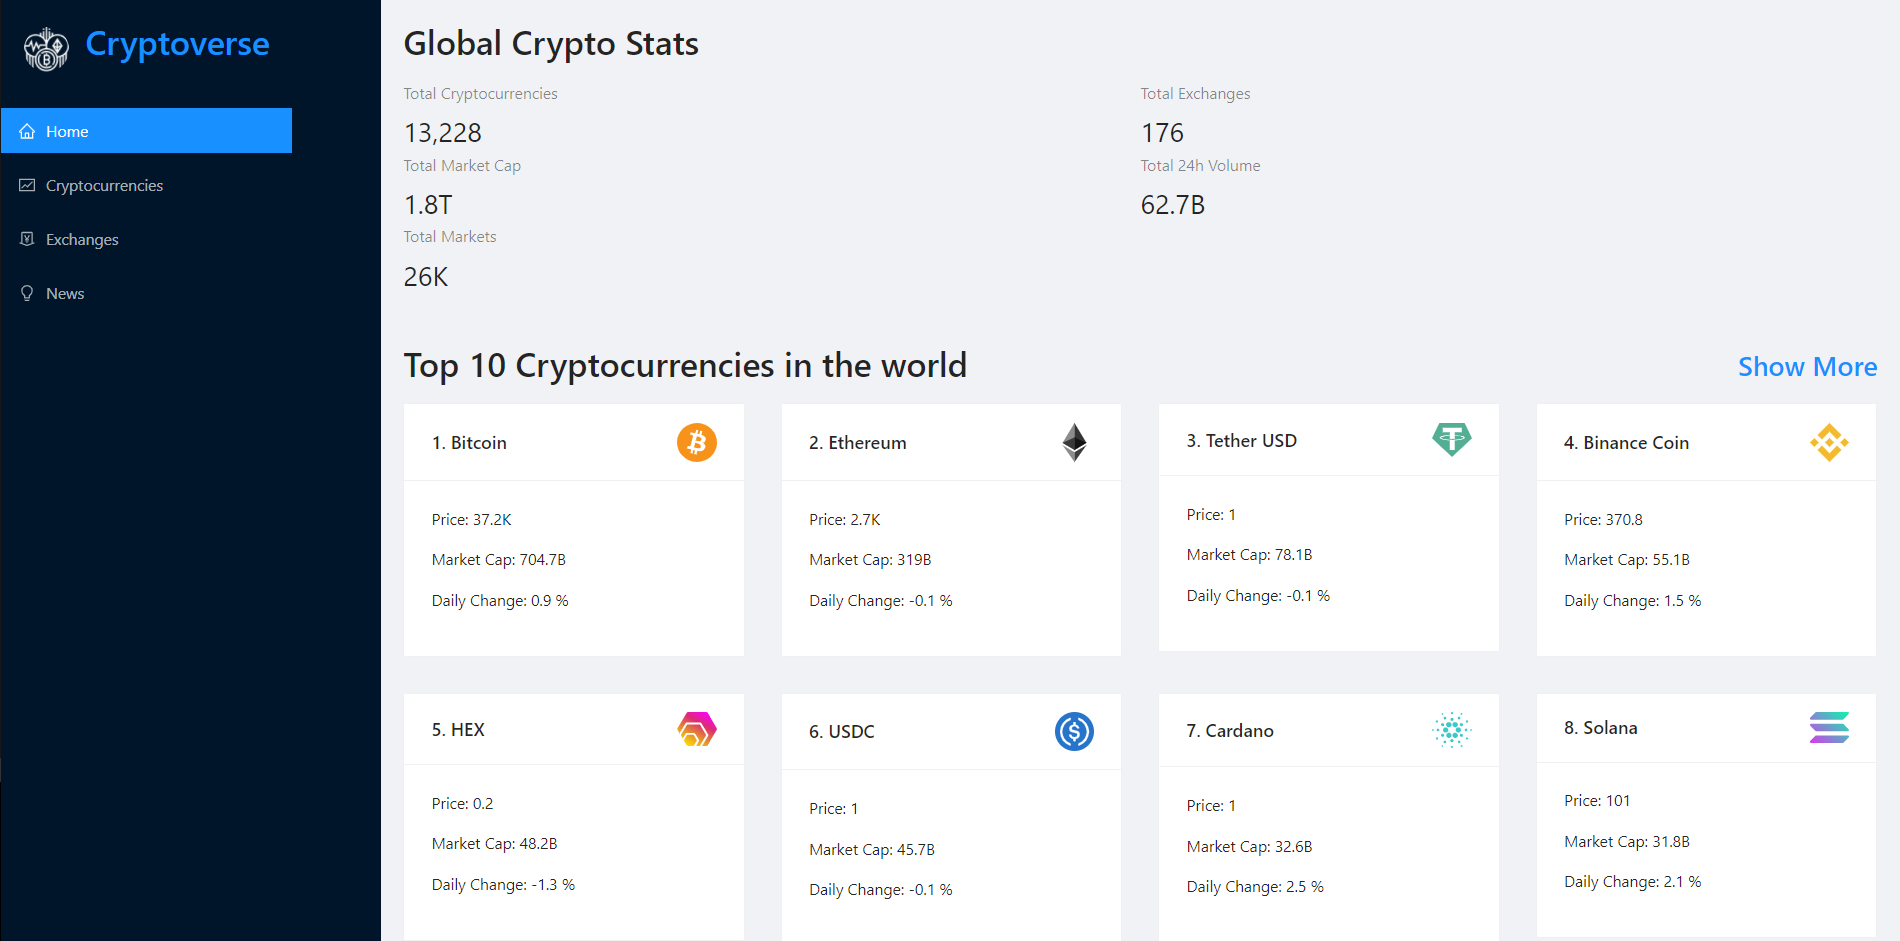 Cryptoverse
Home
Cryptocurrencies
Exchanges
News
Global Crypto Stats
Total Cryptocurrencies
13,228
Total Exchanges
176
Total Market Cap
1.8T
Total 24h Volume
62.7B
Total Markets
26K
Top 10 Cryptocurrencies in the world
Show More
1. Bitcoin
Price: 37.2K
Market Cap: 704.7B
Daily Change: 0.9 %
2. Ethereum
Price: 2.7K
Market Cap: 319B
Daily Change: -0.1 %
3. Tether USD
Price: 1
Market Cap: 78.1B
Daily Change: -0.1 %
4. Binance Coin
Price: 370.8
Market Cap: 55.1B
Daily Change: 1.5 %
5. HEX
Price: 0.2
Market Cap: 48.2B
Daily Change: -1.3 %
6. USDC
Price: 1
Market Cap: 45.7B
Daily Change: -0.1 %
7. Cardano
Price: 1
Market Cap: 32.6B
Daily Change: 2.5 %
8. Solana
Price: 101
Market Cap: 31.8B
Daily Change: 2.1 %